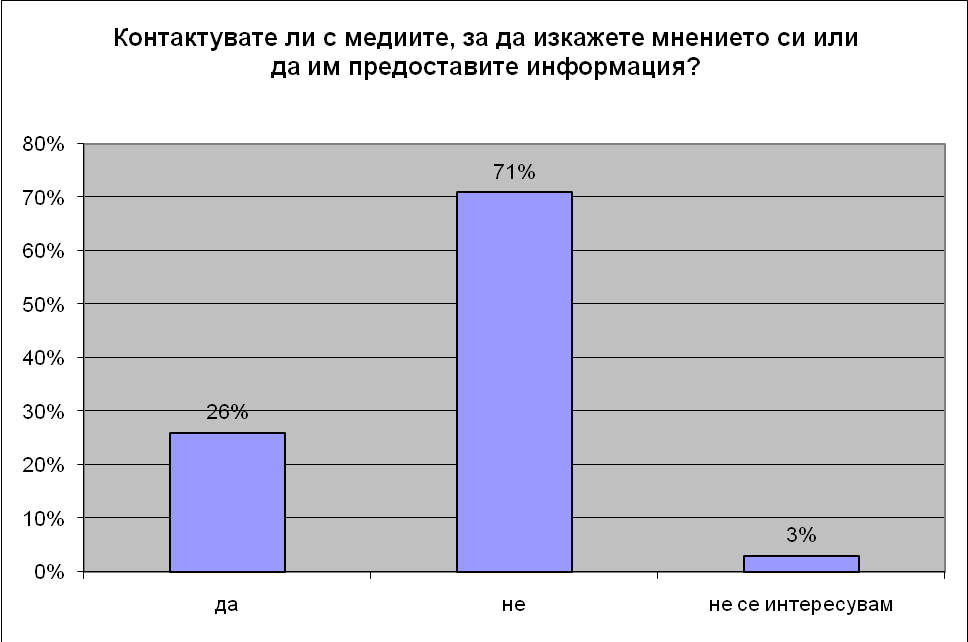 Контактувате ли с медиите, за да изкажете мнението си или
да им предоставите информация?
80%
70%
60%
50%
40%
30%
20%
10%
0%
26%
71%
3%
да
не
не се интересувам